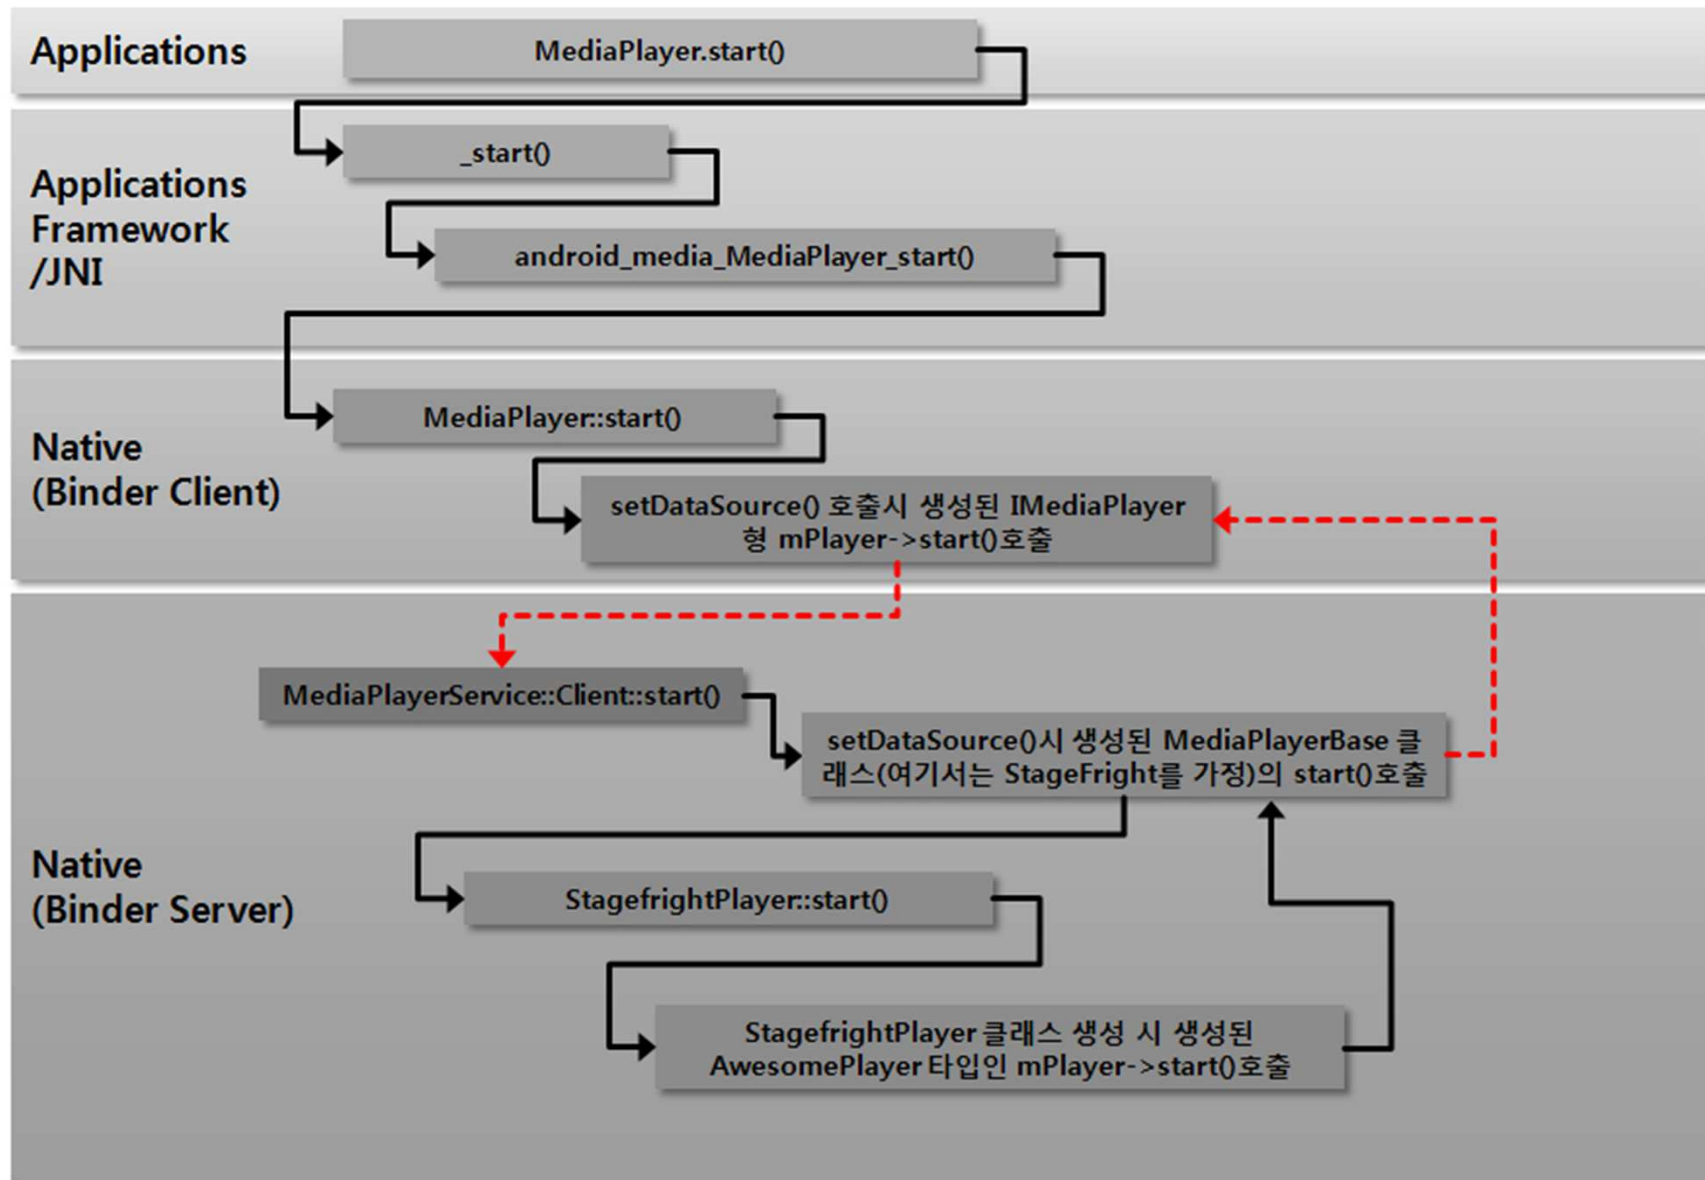 Applications
MediaPlayer.start()
_start()
Applications
Framework
/JNI
android_media_MediaPlayer_start()
MediaPlayer::start()
Native
(Binder Client)
setDataSource() 호출시 생성된 IMediaPlayer
형 mPlayer->start()호출
MediaPlayerService::Client::start()
setDataSource()시 생성된 MediaPlayerBase 클
래스(여기서는 StageFright를 가정)의 start()호출
Native
(Binder Server)
StagefrightPlayer::start()
StagefrightPlayer 클래스 생성 시 생성된
AwesomePlayer 타입인 mPlayer->start()호출